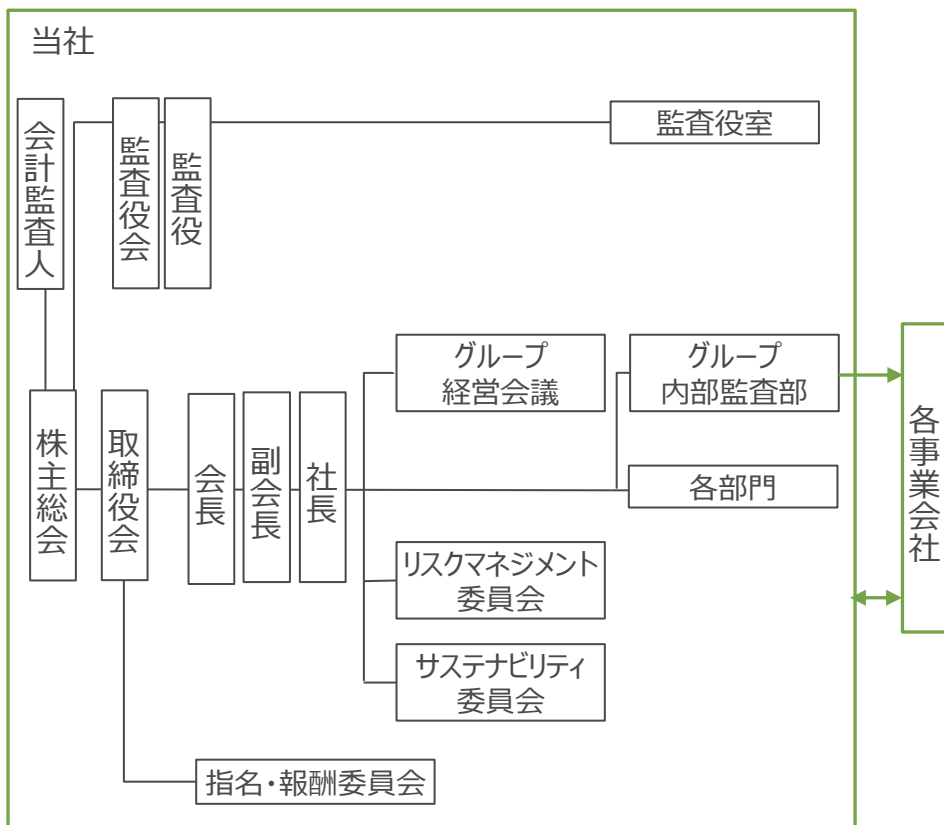 当社
会計監査人
監査役会
監査役
監査役室
株主総会
取締役会
会長
副会長
社長
グループ
経営会議
グループ
内部監査部
各部門
リスクマネジメント
委員会
サステナビリティ
委員会
指名・報酬委員会
各事業会社